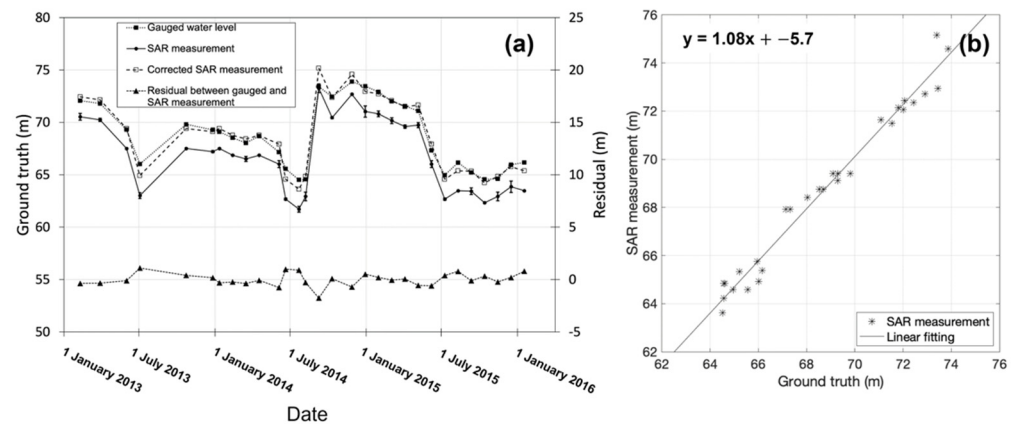 80
75
70
65
60
55
50
Ground truth (m)
Gauged water level
SAR measurement
Corrected SAR measurement
Residual between gauged and
SAR measurement
(a)
25
20
15
10
5
0
-5
Residual (m)
1 January 2013
1 July 2013
1 January 2014
1 July 2014
1 January 2015
1 July 2015
1 January 2016
Date
76
74
72
70
68
66
64
62
SAR measurement (m)
y = 1.08x + −5.7
(b)
SAR measurement
Linear fitting
62 64 66 68 70 72 74 76
Ground truth (m)